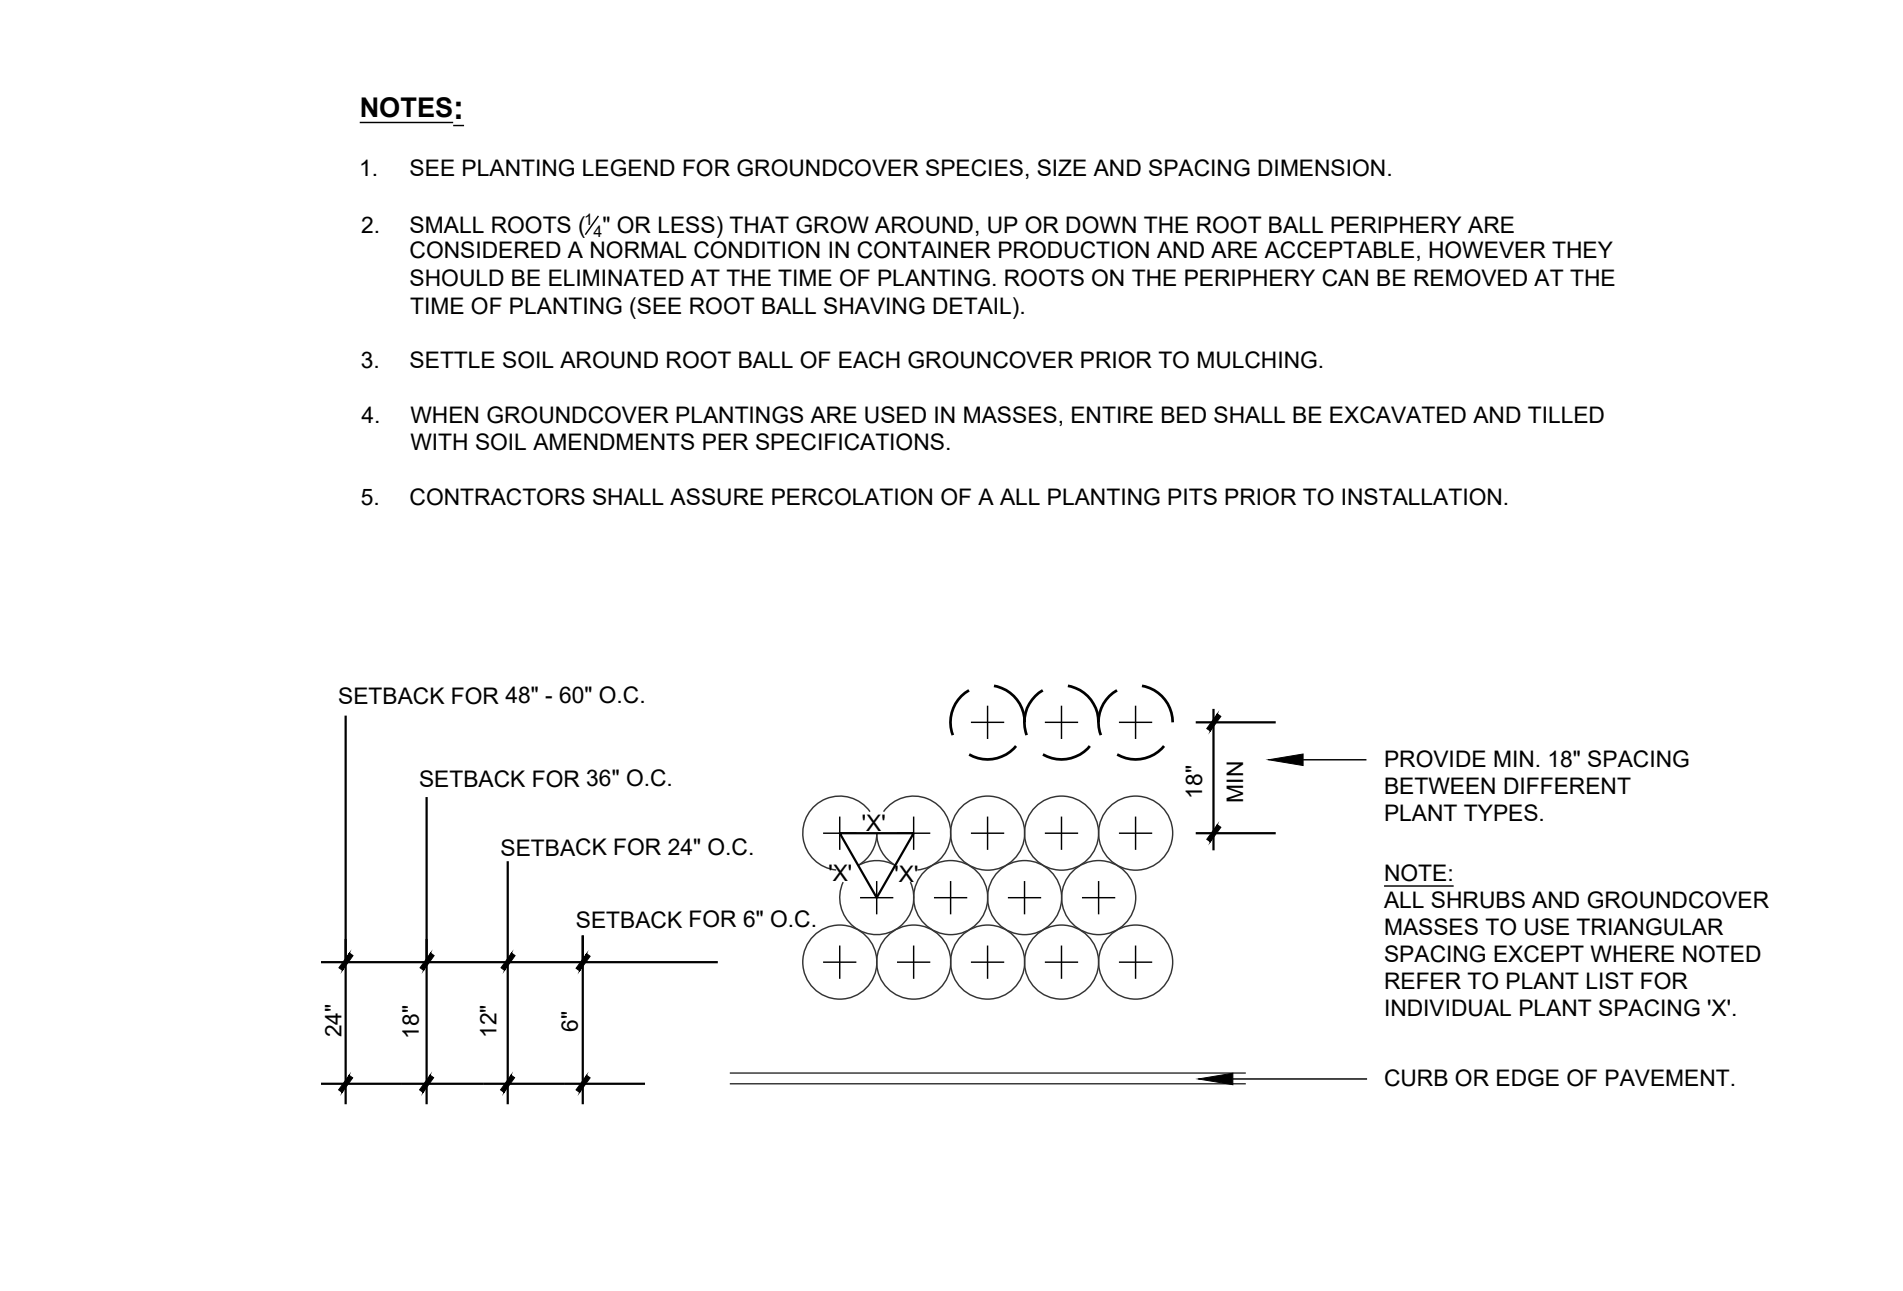 NOTES:
1. SEE PLANTING LEGEND FOR GROUNDCOVER SPECIES, SIZE AND SPACING DIMENSION.
2. SMALL ROOTS (¼" OR LESS) THAT GROW AROUND, UP OR DOWN THE ROOT BALL PERIPHERY ARE
CONSIDERED A NORMAL CONDITION IN CONTAINER PRODUCTION AND ARE ACCEPTABLE, HOWEVER THEY
SHOULD BE ELIMINATED AT THE TIME OF PLANTING. ROOTS ON THE PERIPHERY CAN BE REMOVED AT THE
TIME OF PLANTING (SEE ROOT BALL SHAVING DETAIL).
3. SETTLE SOIL AROUND ROOT BALL OF EACH GROUNCOVER PRIOR TO MULCHING.
4. WHEN GROUNDCOVER PLANTINGS ARE USED IN MASSES, ENTIRE BED SHALL BE EXCAVATED AND TILLED
WITH SOIL AMENDMENTS PER SPECIFICATIONS.
5. CONTRACTORS SHALL ASSURE PERCOLATION OF A ALL PLANTING PITS PRIOR TO INSTALLATION.
SETBACK FOR 48" - 60" O.C.
SETBACK FOR 36" O.C.
SETBACK FOR 24" O.C.
SETBACK FOR 6" O.C.
24"
18"
12"
6"
'X'
'X'
'X'
18"
MIN
PROVIDE MIN. 18" SPACING
BETWEEN DIFFERENT
PLANT TYPES.
NOTE:
ALL SHRUBS AND GROUNDCOVER
MASSES TO USE TRIANGULAR
SPACING EXCEPT WHERE NOTED
REFER TO PLANT LIST FOR
INDIVIDUAL PLANT SPACING 'X'.
CURB OR EDGE OF PAVEMENT.